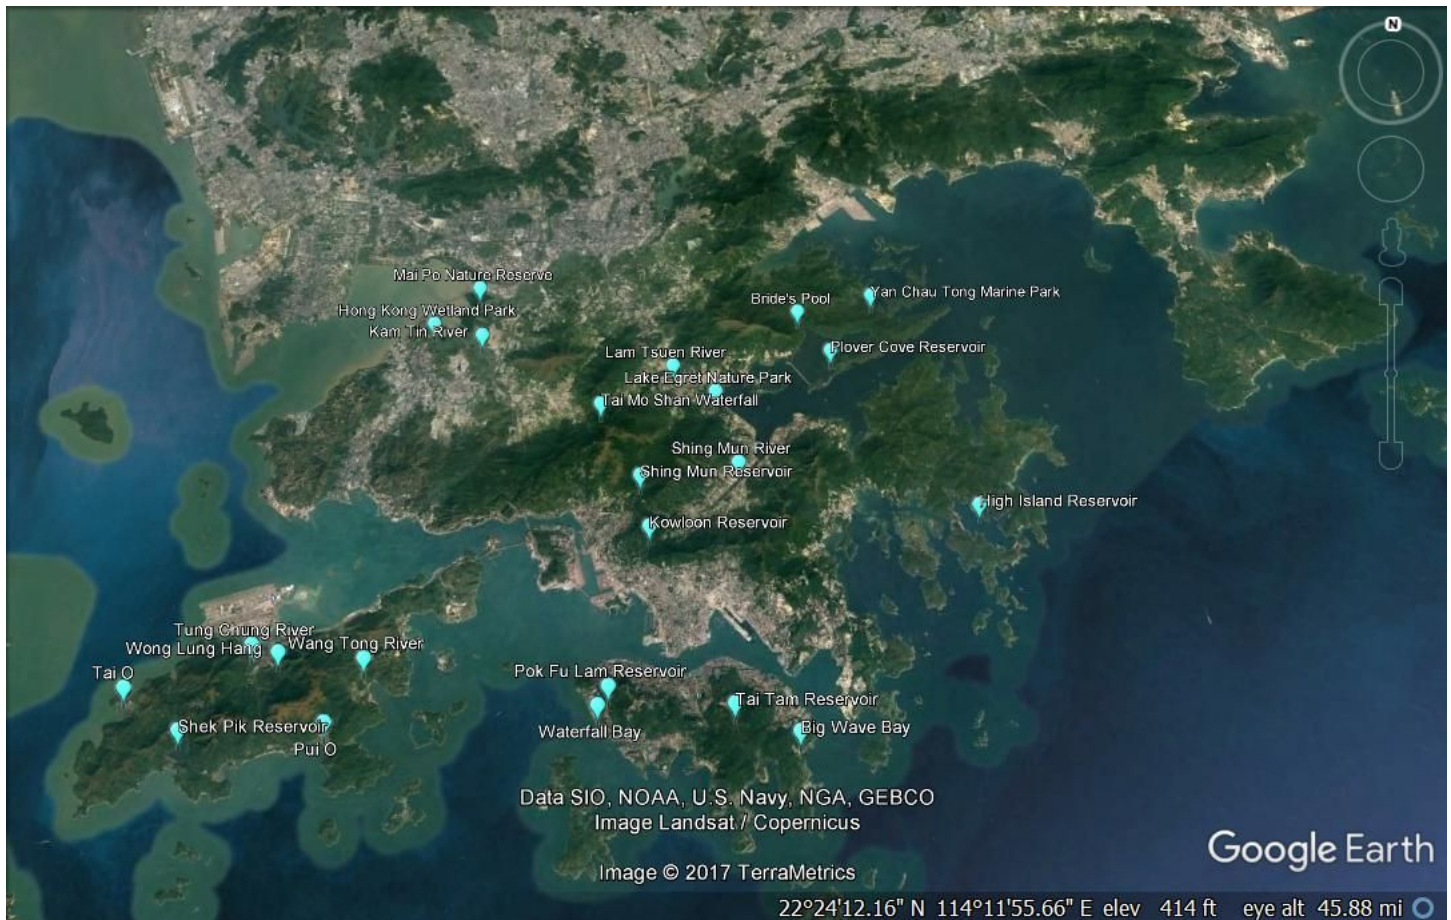 N
Mai Po Nature Reserve
Hong Kong Wetland Park
Kam Tin River
Bride's Pool
Yan Chau Tong Marine Park
Plover Cove Reservoir
Lam Tsuen River
Lake Egret Nature Park
Tai Mo Shan Waterfall
Shing Mun River
Shing Mun Reservoir
High Island Reservoir
Kowloon Reservoir
Tung Chung River
Wong Lung Hang
Wang Tong River
Tai O
Shek Pik Reservoir
Pui O
Pok Fu Lam Reservoir
Waterfall Bay
Tai Tam Reservoir
Big Wave Bay
Data SIO, NOAA, U.S. Navy, NGA, GEBCO
Image Landsat / Copernicus
Image © 2017 TerraMetrics
Google Earth
22°24'12.16" N 114°11'55.66" E elev 414 ft eye alt 45.88 mi